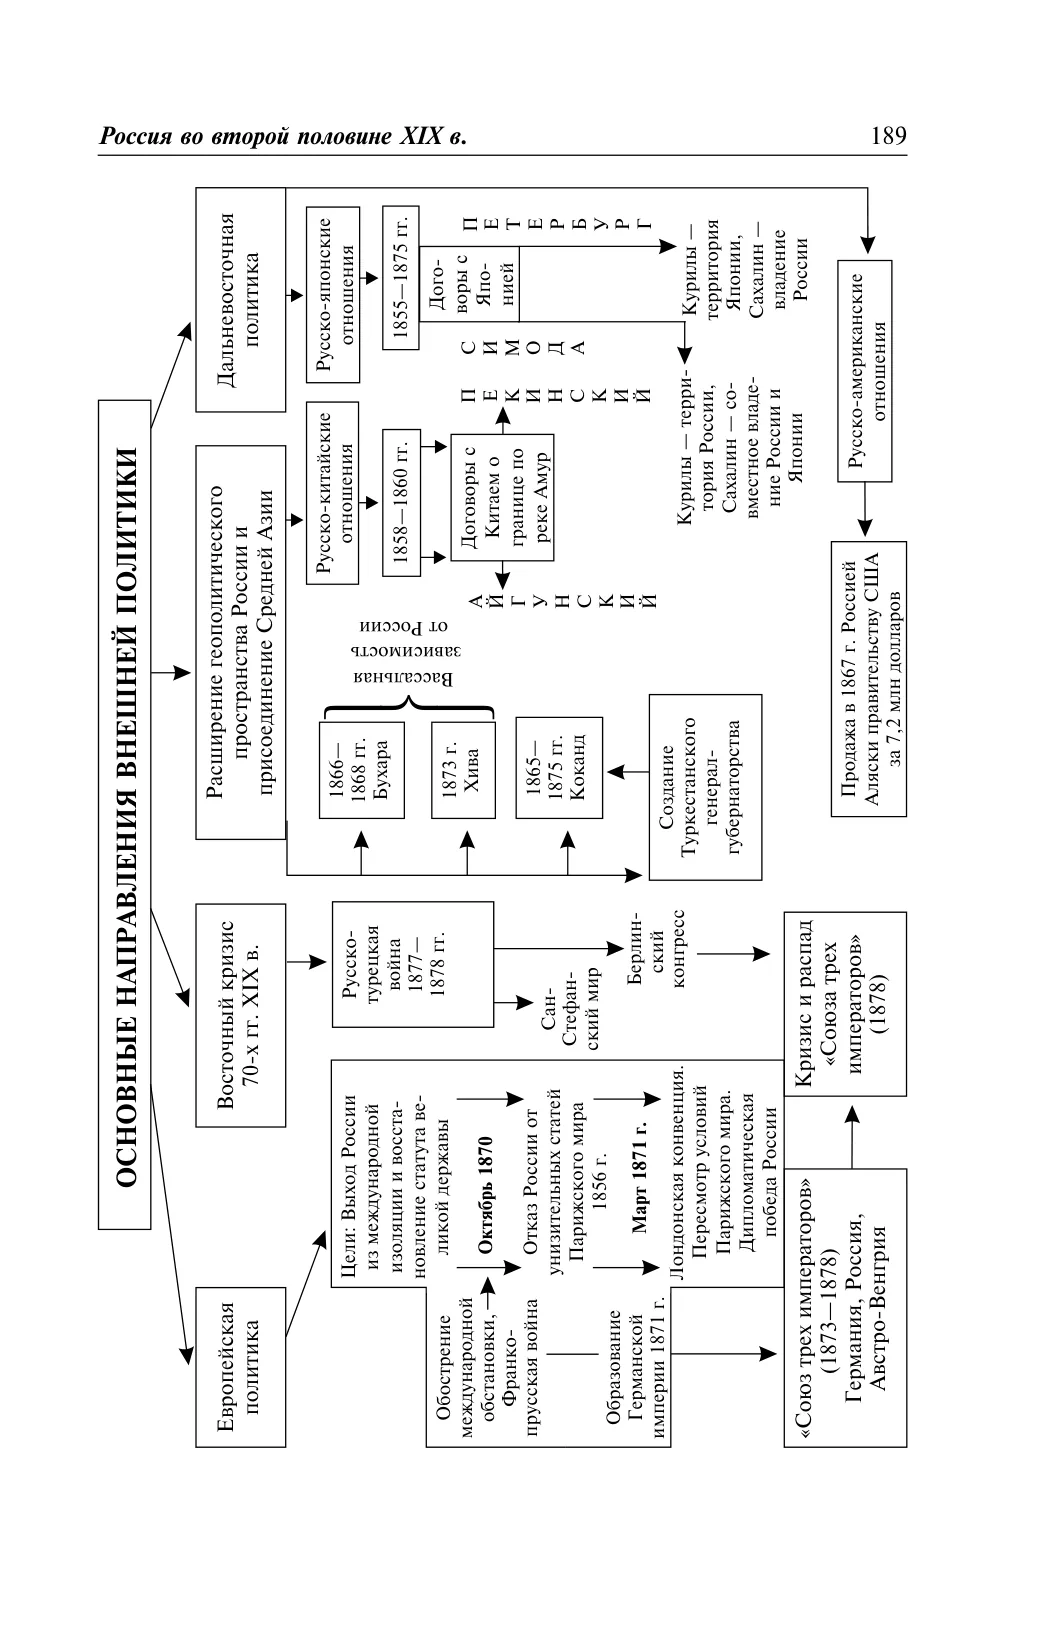 Россия во второй половине XIX в.
189
ОСНОВНЫЕ НАПРАВЛЕНИЯ ВНЕШНЕЙ ПОЛИТИКИ
Европейская
политика
Цели: Выход России
из международной
изоляции и восста-
новление статута ве-
ликой державы
Октябрь 1870
Отказ России от
унизительных статей
Парижского мира
1856 г.
Март 1871 г.
Лондонская конвенция.
Пересмотр условий
Парижского мира.
Дипломатическая
победа России
Обострение
международной
обстановки,
Франко-
прусская война
Образование
Германской
империи 1871 г.
«Союз трех императоров»
(1873—1878)
Германия, Россия,
Австро-Венгрия
Восточный кризис
70-х гг. XIX в.
Русско-
турецкая
война
1877—
1878 гг.
Сан-
Стефан-
ский мир
Берлин-
ский
конгресс
Кризис и распад
«Союза трех
императоров»
(1878)
Расширение геополитического
пространства России и
присоединение Средней Азии
1866—
1868 гг.
Бухара
1873 г.
Хива
Вассальная
зависимость
от России
1865—
1875 гг.
Коканд
Создание
Туркестанского
генерал-
губернаторства
Русско-китайские
отношения
1858—1860 гг.
Договоры с
Китаем о
границе по
реке Амур
АЙГУНСКИЙ
ПЕКИНСКИЙ
Дальневосточная
политика
Русско-японские
отношения
1855—1875 гг.
Дого-
воры с
Япо-
нией
СИМОДА
ПЕТЕРБУРГ
Курилы — терри-
тория России,
Сахалин — со-
вместное владе-
ние России и
Японии
Курилы —
территория
Японии,
Сахалин —
владение
России
Русско-американские
отношения
Продажа в 1867 г. Россией
Аляски правительству США
за 7,2 млн долларов